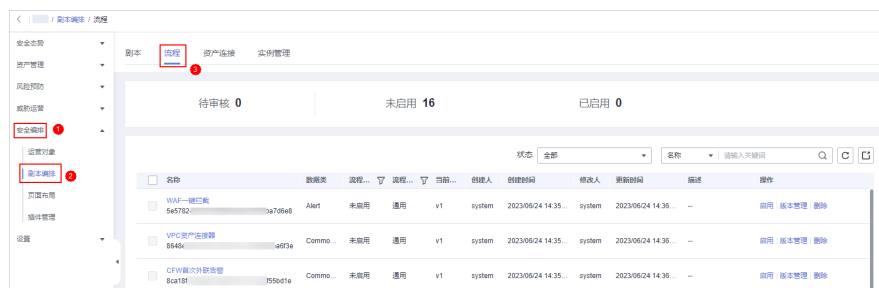 < / 剧本编排 / 流程
安全态势
资产管理
风险预防
威胁运营
安全编排 1
运营对象
剧本编排 2
页面布局
插件管理
设置
剧本 流程 资产连接 实例管理
3
待审核 0 未启用 16 已启用 0
状态 全部 名称 请输入关键词
名称 数据类 流程... 流程... 当前... 创建人 创建时间 修改人 更新时间 描述 操作
WAF一键拦截 Alert 未启用 通用 v1 system 2023/06/24 14:35... system 2023/06/24 14:36... -- 启用 版本管理 删除
5e5782- ba7d6e8
VPC资产连接器 Commo... 未启用 通用 v1 system 2023/06/24 14:35... system 2023/06/24 14:36... -- 启用 版本管理 删除
8648 a6f3e
CFW首次外联告警 Commo... 未启用 通用 v1 system 2023/06/24 14:35... system 2023/06/24 14:36... -- 启用 版本管理 删除
8ca18f f55bd1e